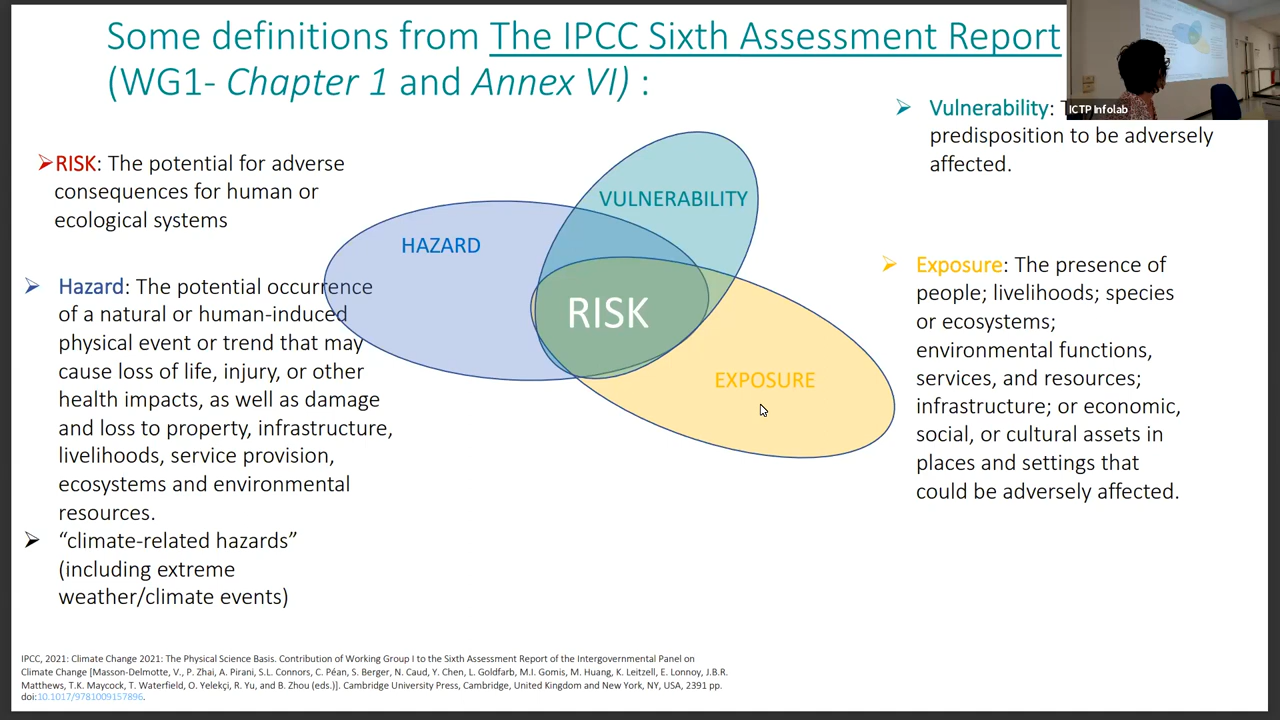 Some definitions from The IPCC Sixth Assessment Report
(WG1- Chapter 1 and Annex VI) :
➢RISK: The potential for adverse
consequences for human or
ecological systems
➢ Hazard: The potential occurrence
of a natural or human-induced
physical event or trend that may
cause loss of life, injury, or other
health impacts, as well as damage
and loss to property, infrastructure,
livelihoods, service provision,
ecosystems and environmental
resources.
➢ “climate-related hazards”
(including extreme
weather/climate events)
VULNERABILITY
HAZARD
RISK
EXPOSURE
ICTP Infolab
➢ Vulnerability:
predisposition to be adversely
affected.
➢ Exposure: The presence of
people; livelihoods; species
or ecosystems;
environmental functions,
services, and resources;
infrastructure; or economic,
social, or cultural assets in
places and settings that
could be adversely affected.
IPCC, 2021: Climate Change 2021: The Physical Science Basis. Contribution of Working Group I to the Sixth Assessment Report of the Intergovernmental Panel on
Climate Change [Masson-Delmotte, V., P. Zhai, A. Pirani, S.L. Connors, C. Péan, S. Berger, N. Caud, Y. Chen, L. Goldfarb, M.I. Gomis, M. Huang, K. Leitzell, E. Lonnoy, J.B.R.
Matthews, T.K. Maycock, T. Waterfield, O. Yelekçi, R. Yu, and B. Zhou (eds.)]. Cambridge University Press, Cambridge, United Kingdom and New York, NY, USA, 2391 pp.
doi:10.1017/9781009157896.